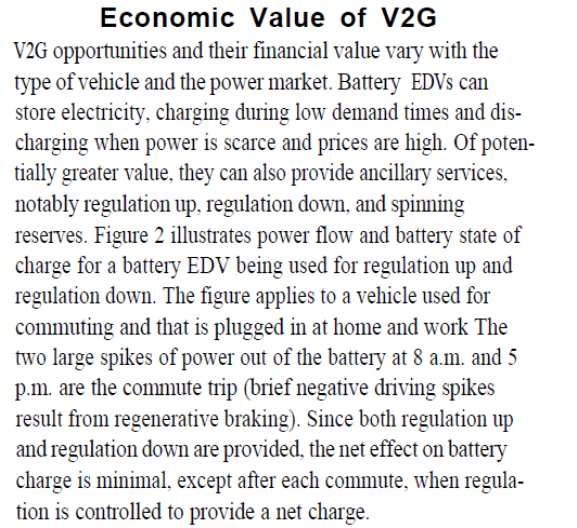 Economic Value of V2G
V2G opportunities and their financial value vary with the
type of vehicle and the power market. Battery EDVs can
store electricity, charging during low demand times and dis-
charging when power is scarce and prices are high. Of poten-
tially greater value, they can also provide ancillary services,
notably regulation up, regulation down, and spinning
reserves. Figure 2 illustrates power flow and battery state of
charge for a battery EDV being used for regulation up and
regulation down. The figure applies to a vehicle used for
commuting and that is plugged in at home and work The
two large spikes of power out of the battery at 8 a.m. and 5
p.m. are the commute trip (brief negative driving spikes
result from regenerative braking). Since both regulation up
and regulation down are provided, the net effect on battery
charge is minimal, except after each commute, when regula-
tion is controlled to provide a net charge.